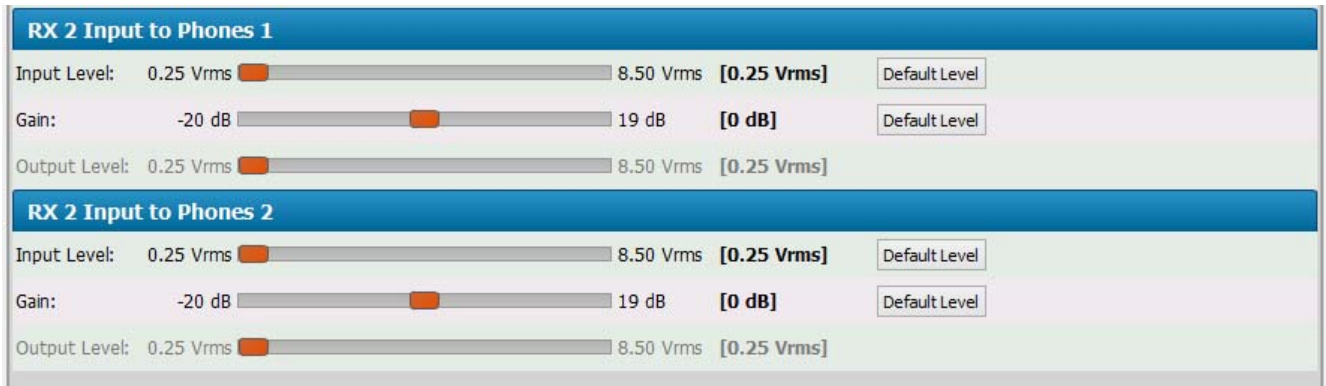 RX 2 Input to Phones 1
Input Level: 0.25 Vrms 8.50 Vrms [0.25 Vrms] Default Level
Gain: -20 dB 19 dB [0 dB] Default Level
Output Level: 0.25 Vrms 8.50 Vrms [0.25 Vrms]
RX 2 Input to Phones 2
Input Level: 0.25 Vrms 8.50 Vrms [0.25 Vrms] Default Level
Gain: -20 dB 19 dB [0 dB] Default Level
Output Level: 0.25 Vrms 8.50 Vrms [0.25 Vrms]